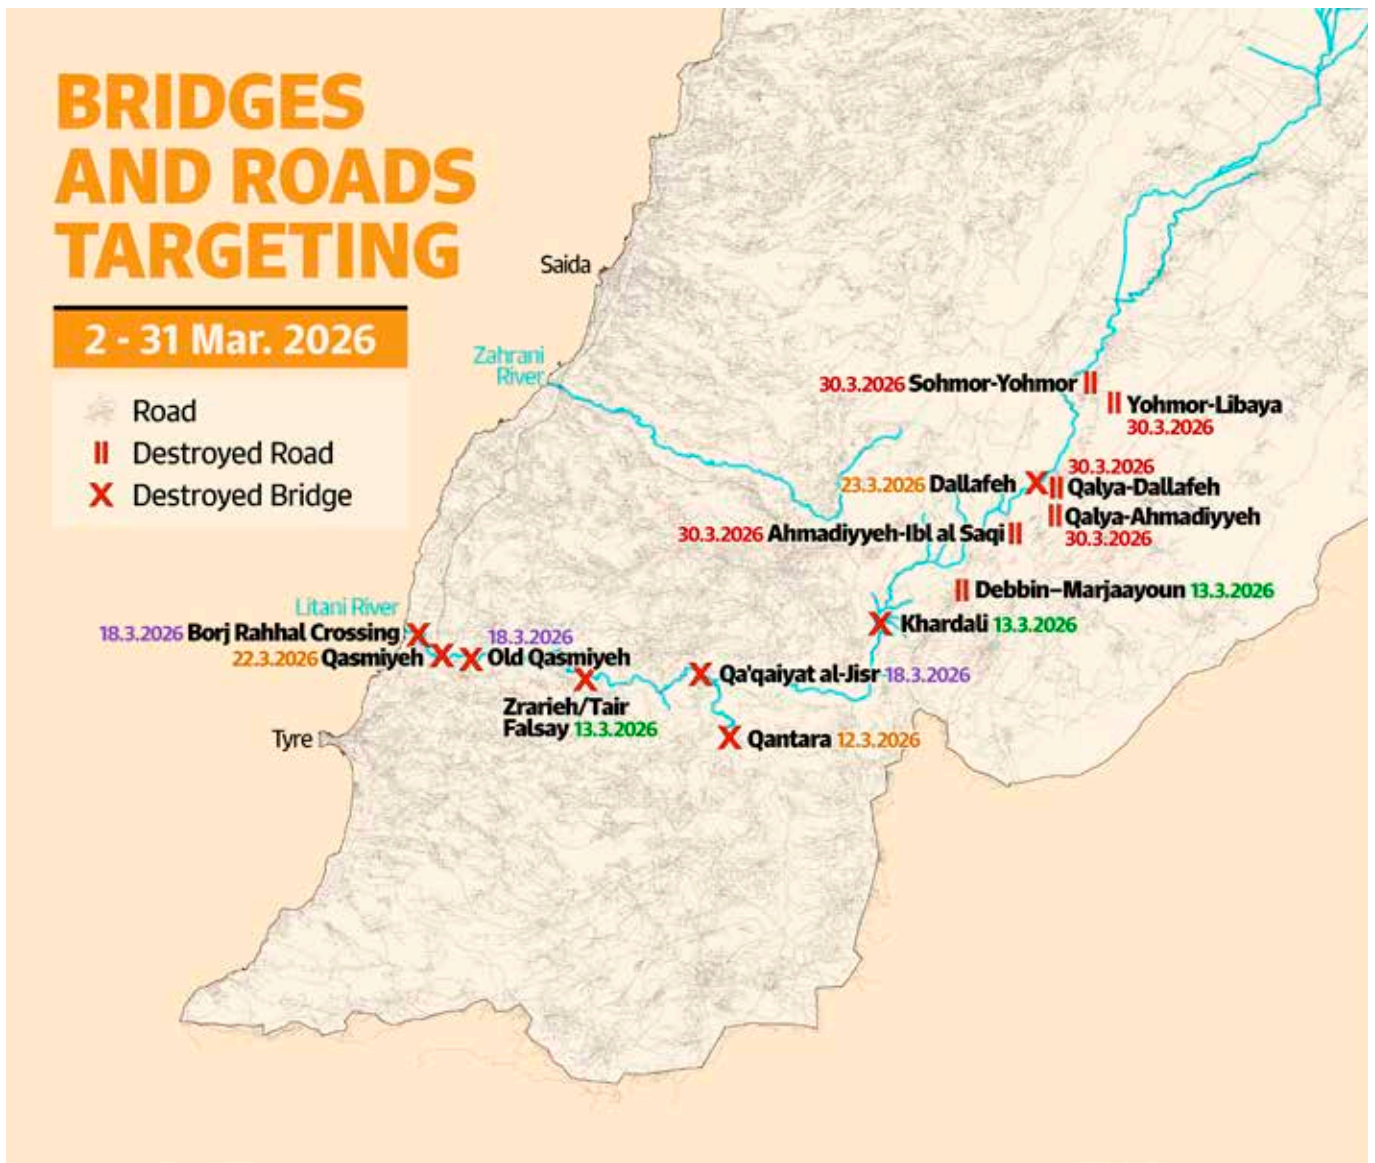 BRIDGES
AND ROADS
TARGETING
2 - 31 Mar. 2026
Road
Destroyed Road
Destroyed Bridge
Saida
Zahrani
River
30.3.2026 Sohmor-Yohmor
Yohmor-Libaya
30.3.2026
30.3.2026
23.3.2026 Dallafeh
Qalya-Dallafeh
Qalya-Ahmadiyyeh
30.3.2026
30.3.2026 Ahmadiyyeh-Ibl al Saqi
Debbin–Marjaayoun 13.3.2026
Khardali 13.3.2026
Litani River
18.3.2026 Borj Rahhal Crossing
22.3.2026 Qasmiyeh
18.3.2026
Old Qasmiyeh
Qa'qaiyat al-Jisr 18.3.2026
Zrarieh/Tair
Falsay 13.3.2026
Tyre
Qantara 12.3.2026